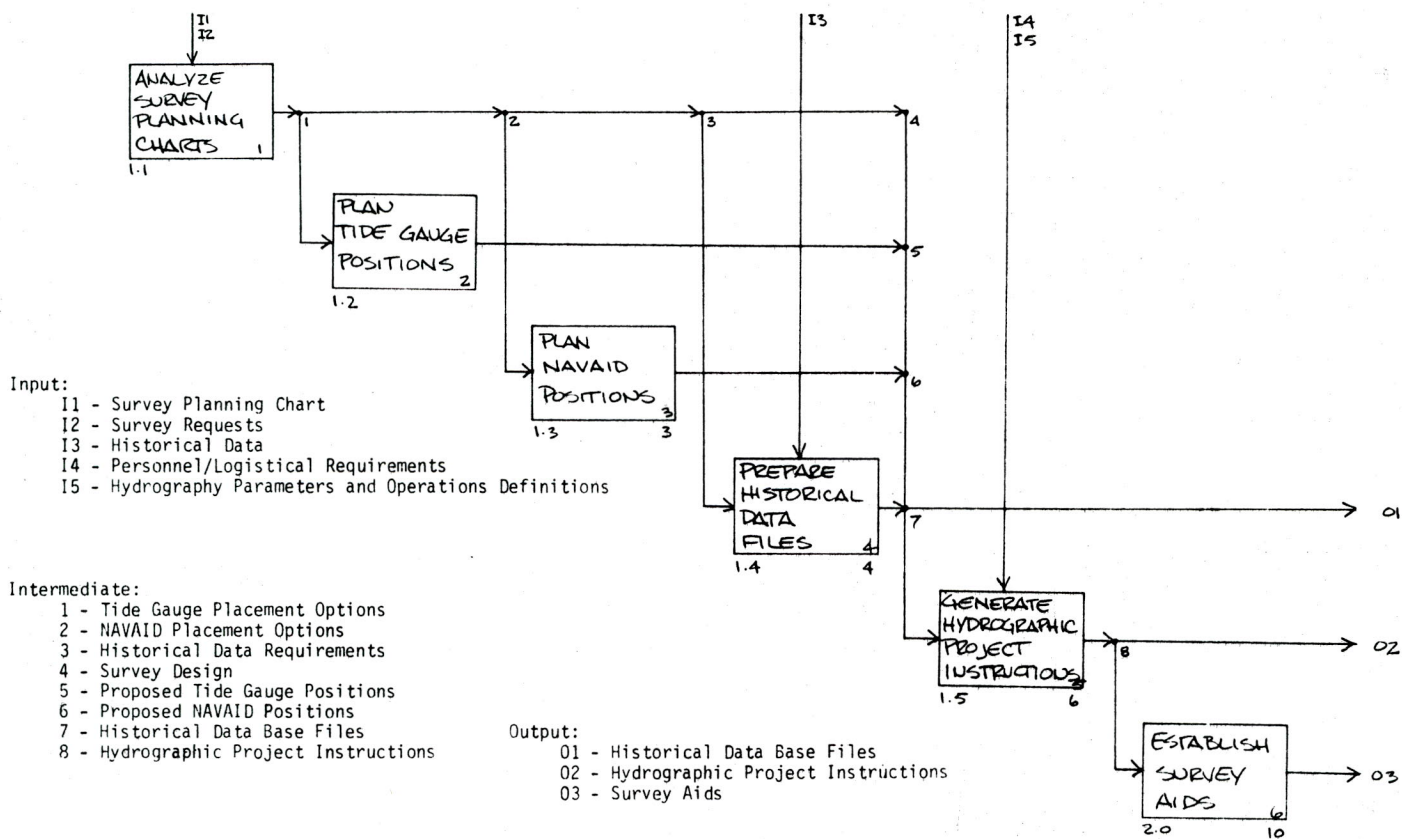 I1
I2
I3
I4
I5
ANALYZE
SURVEY
PLANNING
CHARTS 1
1.1
1
2
3
4
PLAN
TIDE GAUGE
POSITIONS 2
1.2
5
PLAN
NAVAID
POSITIONS 3
1.3 3
6
Input:
I1 - Survey Planning Chart
I2 - Survey Requests
I3 - Historical Data
I4 - Personnel/Logistical Requirements
I5 - Hydrography Parameters and Operations Definitions
PREPARE
HISTORICAL
DATA
FILES 4
1.4 4
7
O1
Intermediate:
1 - Tide Gauge Placement Options
2 - NAVAID Placement Options
3 - Historical Data Requirements
4 - Survey Design
5 - Proposed Tide Gauge Positions
6 - Proposed NAVAID Positions
7 - Historical Data Base Files
8 - Hydrographic Project Instructions
GENERATE
HYDROGRAPHIC
PROJECT
INSTRUCTIONS
1.5 6
8
O2
Output:
O1 - Historical Data Base Files
O2 - Hydrographic Project Instructions
O3 - Survey Aids
ESTABLISH
SURVEY
AIDS 6
2.0 10
O3